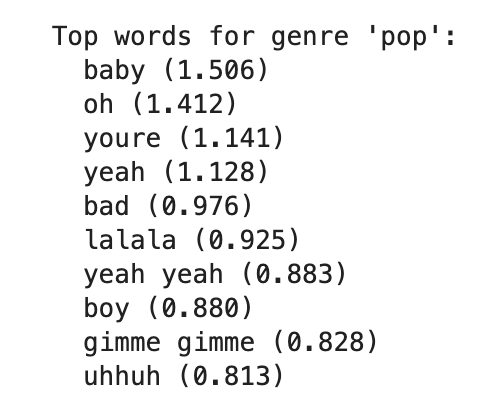 Top words for genre 'pop':
baby (1.506)
oh (1.412)
youre (1.141)
yeah (1.128)
bad (0.976)
lalala (0.925)
yeah yeah (0.883)
boy (0.880)
gimme gimme (0.828)
uhhuh (0.813)